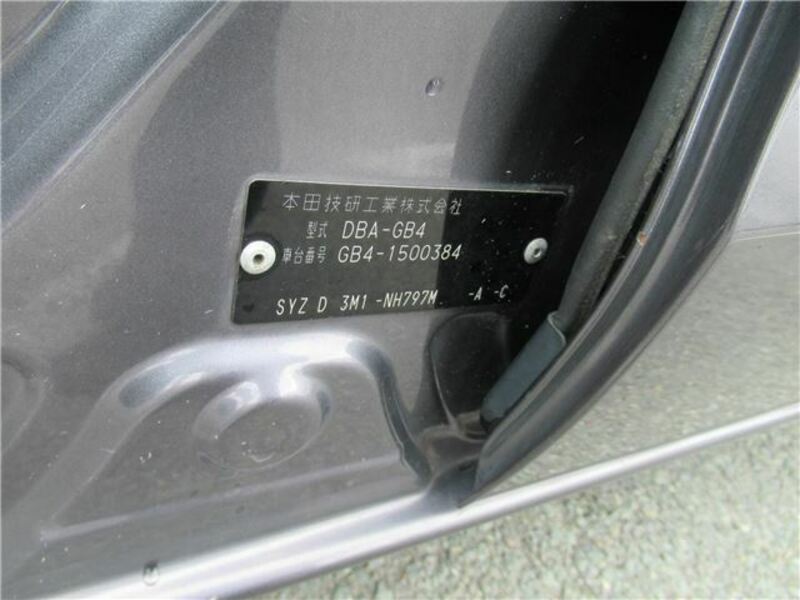 本田技研工業株式会社
型式 DBA-GB4
車台番号 GB4-1500384
SYZ D 3M1 -NH797M -A -C